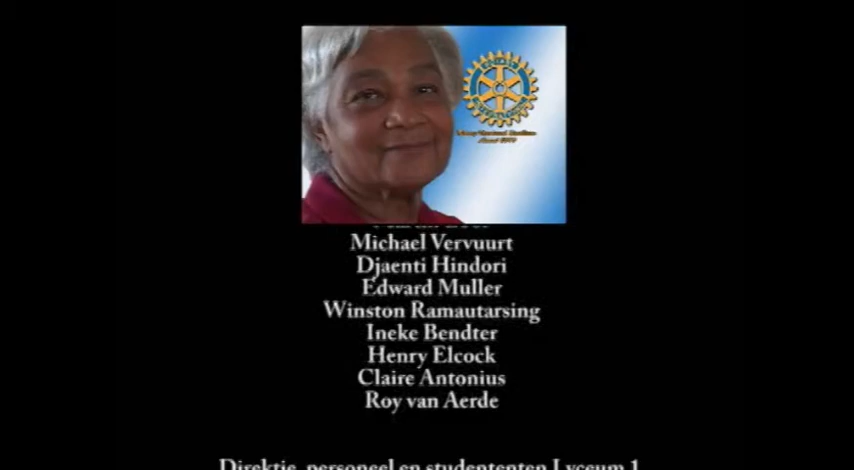 Michael Vervuurt
Djaenti Hindori
Edward Muller
Winston Ramautarsing
Ineke Bendter
Henry Elcock
Claire Antonius
Roy van Aerde
Direktie, personeel en studententen Lyceum 1